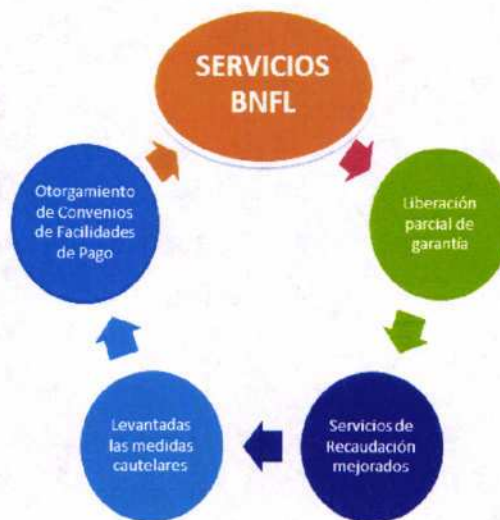 SERVICIOS
BNFL
Liberación
parcial de
garantía
Servicios de
Recaudación
mejorados
Levantadas
las medidas
cautelares
Otorgamiento
de Convenios
de Facilidades
de Pago